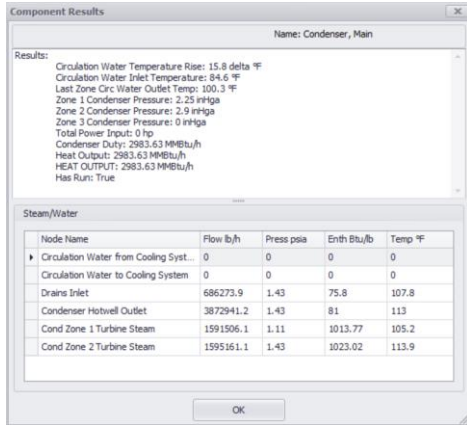 Component Results
Name: Condenser, Main
Results:
Circulation Water Temperature Rise: 15.8 delta °F
Circulation Water Inlet Temperature: 84.6 °F
Last Zone Circ Water Outlet Temp: 100.3 °F
Zone 1 Condenser Pressure: 2.25 inHga
Zone 2 Condenser Pressure: 2.9 inHga
Zone 3 Condenser Pressure: 0 inHga
Total Power Input: 0 hp
Condenser Duty: 2983.63 MMBtu/h
Heat Output: 2983.63 MMBtu/h
HEAT OUTPUT: 2983.63 MMBtu/h
Has Run: True
Steam/Water
Node Name Flow lb/h Press psia Enth Btu/lb Temp °F
Circulation Water from Cooling Syst... 0 0 0 0
Circulation Water to Cooling System 0 0 0 0
Drains Inlet 686273.9 1.43 75.8 107.8
Condenser Hotwell Outlet 3872941.2 1.43 81 113
Cond Zone 1 Turbine Steam 1591506.1 1.11 1013.77 105.2
Cond Zone 2 Turbine Steam 1595161.1 1.43 1023.02 113.9
OK